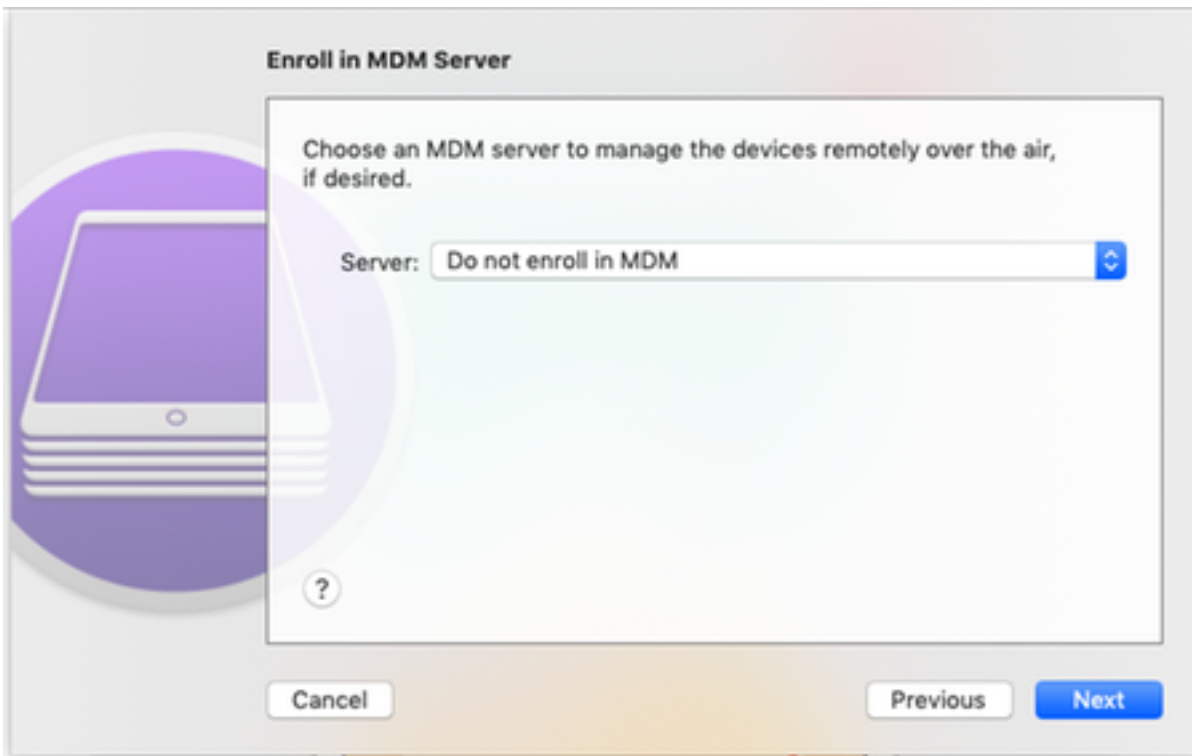 Enroll in MDM Server
Choose an MDM server to manage the devices remotely over the air,
if desired.
Server: Do not enroll in MDM
?
Cancel Previous Next